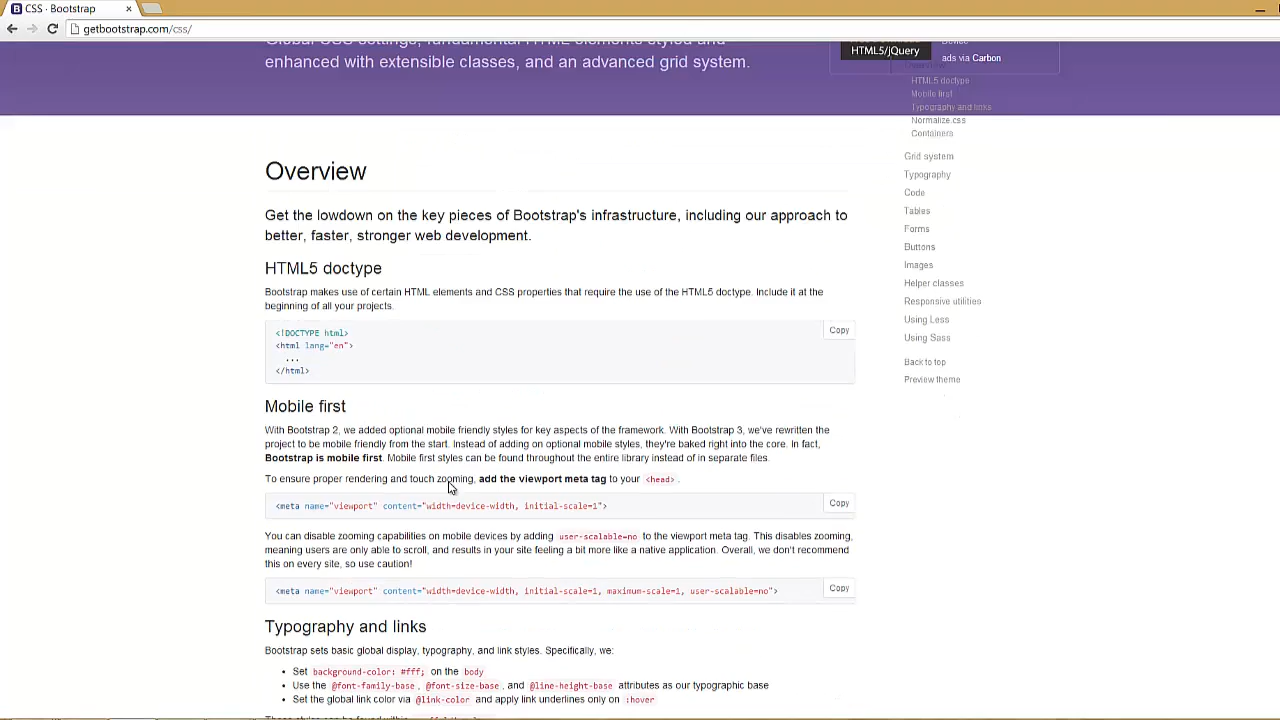 CSS · Bootstrap
getbootstrap.com/css/
Global CSS settings, fundamental HTML elements styled and
enhanced with extensible classes, and an advanced grid system.
HTML5/jQuery
Device
ads via Carbon
HTML5 doctype
Mobile first
Typography and links
Normalize.css
Containers
Grid system
Typography
Code
Tables
Forms
Buttons
Images
Helper classes
Responsive utilities
Using Less
Using Sass
Back to top
Preview theme
Overview
Get the lowdown on the key pieces of Bootstrap's infrastructure, including our approach to
better, faster, stronger web development.
HTML5 doctype
Bootstrap makes use of certain HTML elements and CSS properties that require the use of the HTML5 doctype. Include it at the
beginning of all your projects.
Copy
<!DOCTYPE html>
<html lang="en">
...
</html>
Mobile first
With Bootstrap 2, we added optional mobile friendly styles for key aspects of the framework. With Bootstrap 3, we've rewritten the
project to be mobile friendly from the start. Instead of adding on optional mobile styles, they're baked right into the core. In fact,
Bootstrap is mobile first. Mobile first styles can be found throughout the entire library instead of in separate files.
To ensure proper rendering and touch zooming, add the viewport meta tag to your <head>.
Copy
<meta name="viewport" content="width=device-width, initial-scale=1">
You can disable zooming capabilities on mobile devices by adding user-scalable=no to the viewport meta tag. This disables zooming,
meaning users are only able to scroll, and results in your site feeling a bit more like a native application. Overall, we don't recommend
this on every site, so use caution!
Copy
<meta name="viewport" content="width=device-width, initial-scale=1, maximum-scale=1, user-scalable=no">
Typography and links
Bootstrap sets basic global display, typography, and link styles. Specifically, we:
Set background-color: #fff; on the body
Use the @font-family-base, @font-size-base, and @line-height-base attributes as our typographic base
Set the global link color via @link-color and apply link underlines only on :hover